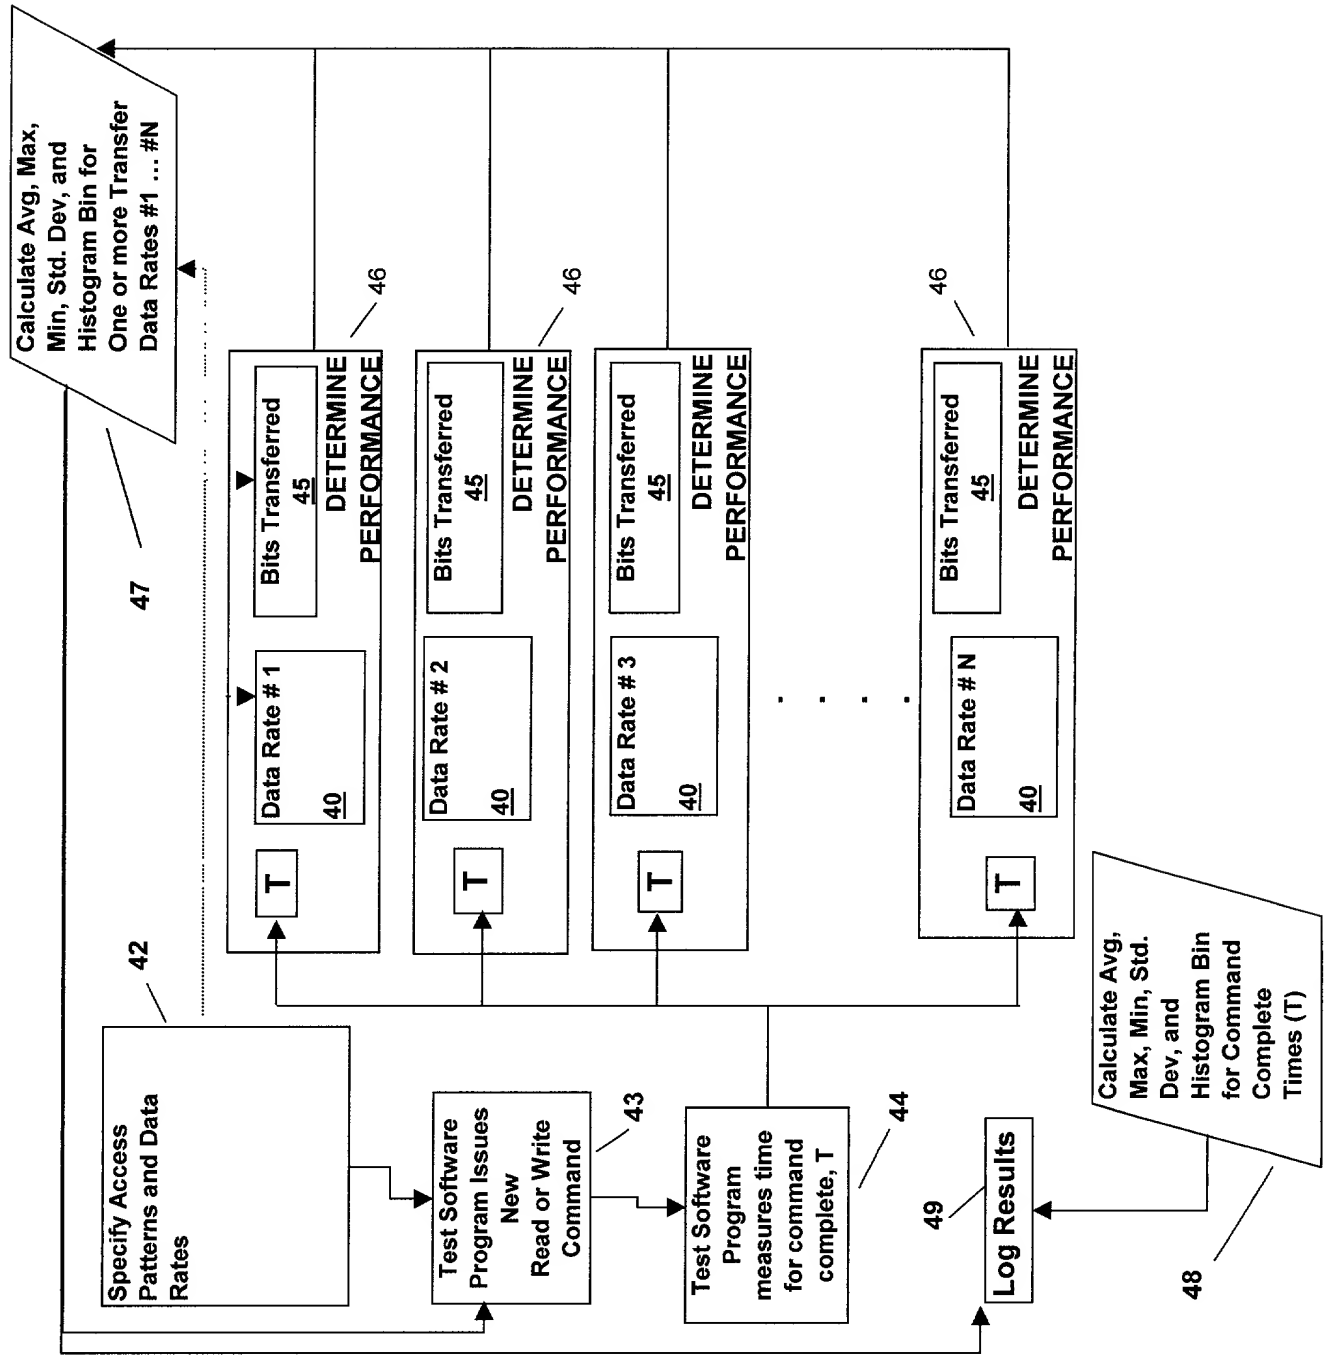 Calculate Avg, Max,
Min, Std. Dev, and
Histogram Bin for
One or more Transfer
Data Rates #1 ... #N
47
42
Specify Access
Patterns and Data
Rates
Test Software
Program Issues
New
Read or Write
Command
43
Test Software
Program
measures time
for command
complete, T
44
T
Data Rate # 1
40
Bits Transferred
45
DETERMINE
PERFORMANCE
46
T
Data Rate # 2
40
Bits Transferred
45
DETERMINE
PERFORMANCE
46
T
Data Rate # 3
40
Bits Transferred
45
DETERMINE
PERFORMANCE
. . . .
T
Data Rate # N
40
Bits Transferred
45
DETERMINE
PERFORMANCE
46
49
Log Results
Calculate Avg,
Max, Min, Std.
Dev, and
Histogram Bin
for Command
Complete
Times (T)
48